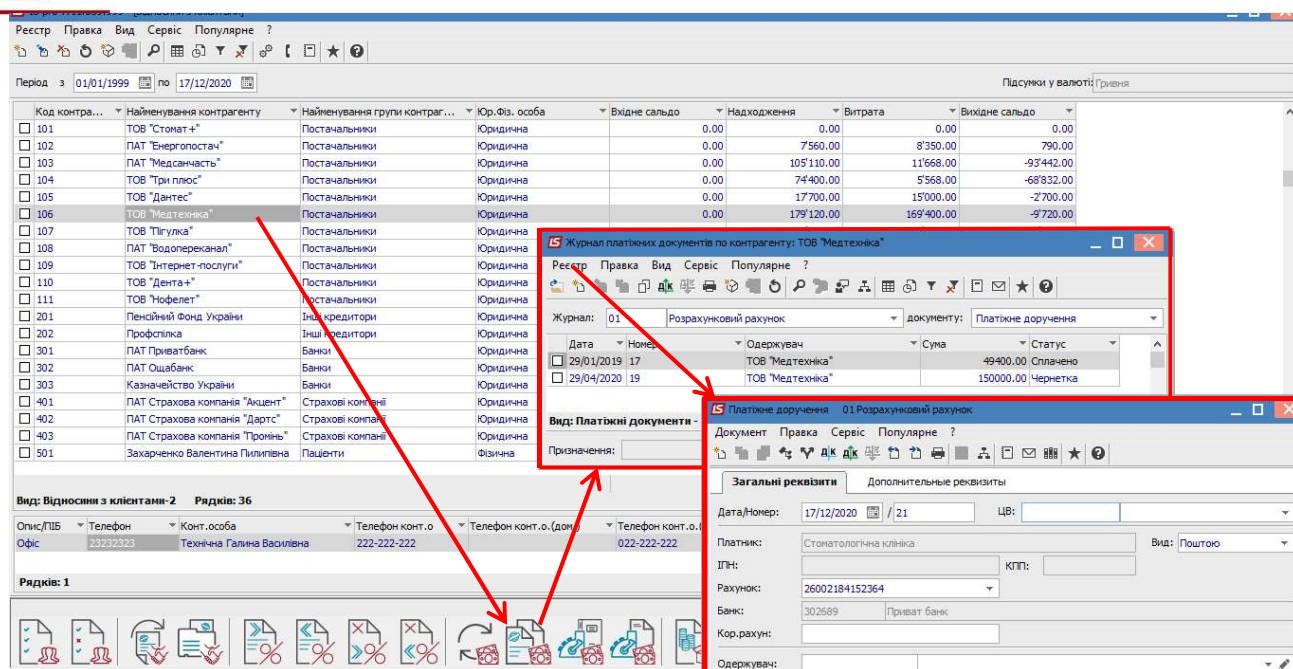 Реєстр Правка Вид Сервіс Популярне ?
Період з 01/01/1999 по 17/12/2020 Підсумки у валюті: Гривня
Код контра... Найменування контрагенту Найменування групи контраг... Юр.Фіз. особа Вхідне сальдо Надходження Витрата Вихідне сальдо
101 ТОВ "Стомат+" Постачальники Юридична 0.00 0.00 0.00 0.00
102 ПАТ "Енергопостач" Постачальники Юридична 0.00 7'560.00 8'350.00 790.00
103 ПАТ "Медсанчасть" Постачальники Юридична 0.00 105'110.00 11'668.00 -93'442.00
104 ТОВ "Три плюс" Постачальники Юридична 0.00 74'400.00 5'568.00 -68'832.00
105 ТОВ "Дантес" Постачальники Юридична 0.00 17'700.00 15'000.00 -2'700.00
106 ТОВ "Медтехніка" Постачальники Юридична 0.00 179'120.00 169'400.00 -9'720.00
107 ТОВ "Пігулка" Постачальники Юридична
108 ПАТ "Водопереканал" Постачальники Юридична
109 ТОВ "Інтернет-послуги" Постачальники Юридична
110 ТОВ "Дента+" Постачальники Юридична
111 ТОВ "Нофелет" Постачальники Юридична
201 Пенсійний Фонд України Інші кредитори Юридична
202 Профспілка Інші кредитори Юридична
301 ПАТ Приватбанк Банки Юридична
302 ПАТ Ощабанк Банки Юридична
303 Казначейство України Банки Юридична
401 ПАТ Страхова компанія "Акцент" Страхові компанії Юридична
402 ПАТ Страхова компанія "Дартс" Страхові компанії Юридична
403 ПАТ Страхова компанія "Промінь" Страхові компанії Юридична
501 Захарченко Валентина Пилипівна Пацієнти Фізична
Вид: Відносини з клієнтами-2 Рядків: 36
Опис/ПІБ Телефон Конт.особа Телефон конт.о Телефон конт.о.(дом.) Телефон конт.о.(
Офіс 23232323 Технічна Галина Василівна 222-222-222 022-222-222
Рядків: 1
Журнал платіжних документів по контрагенту: ТОВ "Медтехніка"
Реєстр Правка Вид Сервіс Популярне ?
Журнал: 01 Розрахунковий рахунок документу: Платіжне доручення
Дата Номер Одержувач Сума Статус
29/01/2019 17 ТОВ "Медтехніка" 49400.00 Сплачено
29/04/2020 19 ТОВ "Медтехніка" 150000.00 Чернетка
Вид: Платіжні документи -
Призначення:
Платіжне доручення 01 Розрахунковий рахунок
Документ Правка Сервіс Популярне ?
Загальні реквізити Дополнительные реквизиты
Дата/Номер: 17/12/2020 / 21 ЦВ:
Платник: Стоматологічна клініка Вид: Поштою
ІПН: КПП:
Рахунок: 26002184152364
Банк: 302689 Приват банк
Кор.рахун:
Одержувач: